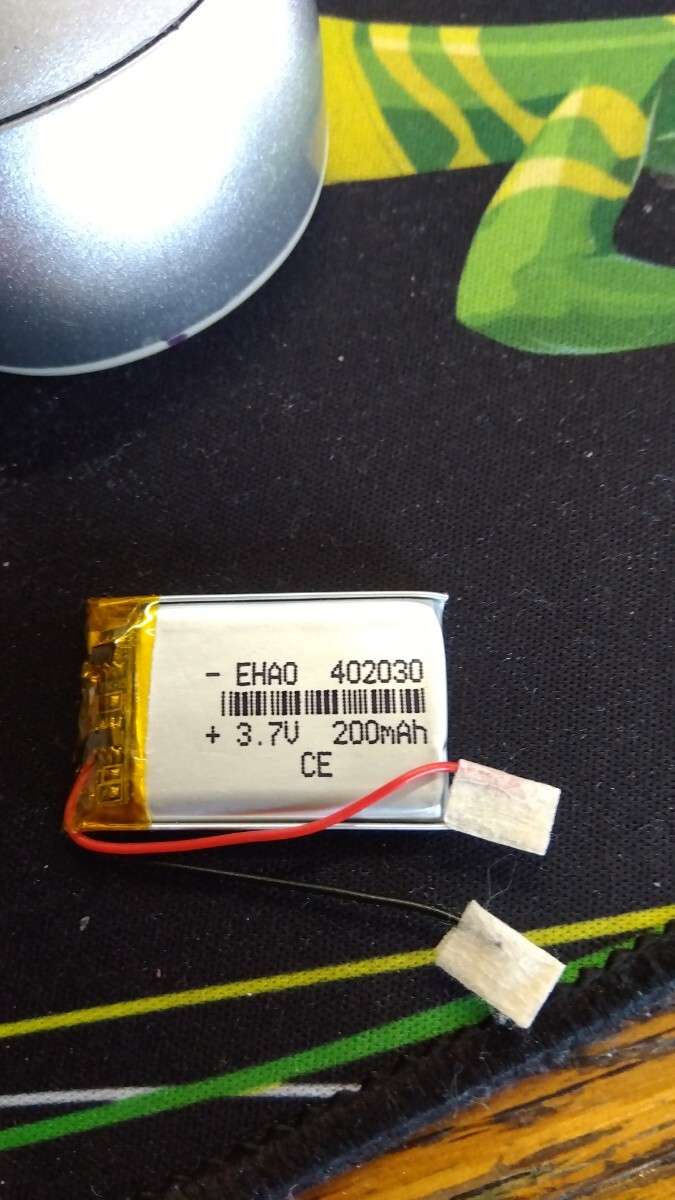 - EHAO 402030
+ 3.7V 200mAh
CE